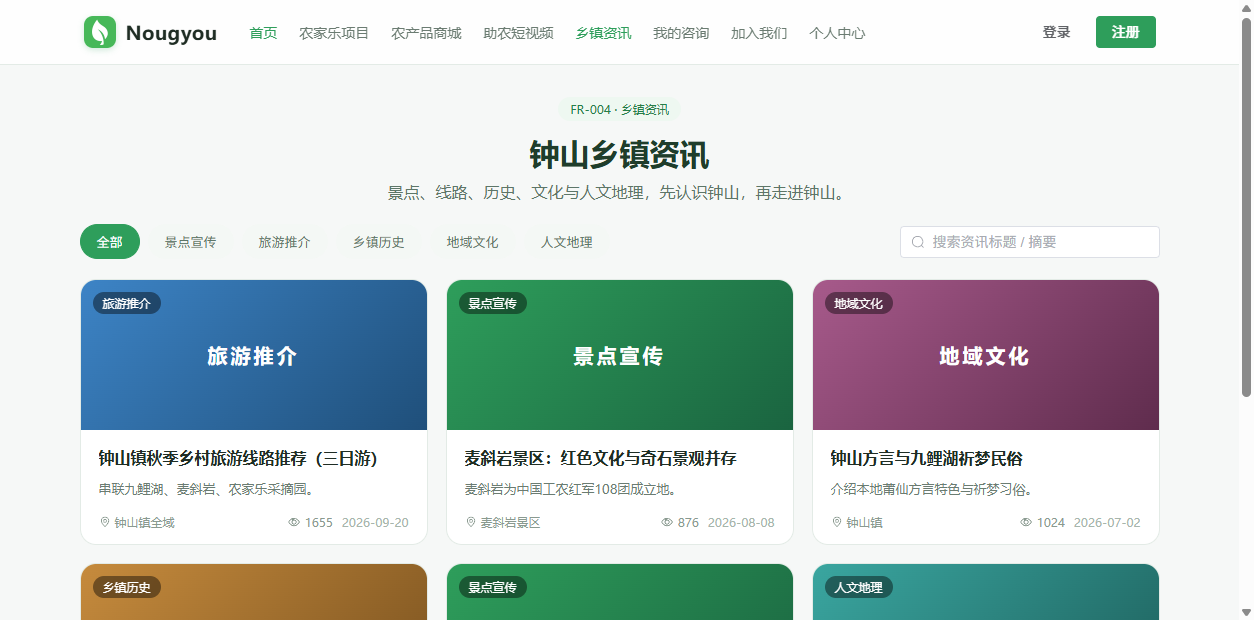 Nougyou 首页 农家乐项目 农产品商城 助农短视频 乡镇资讯 我的咨询 加入我们 个人中心 登录 注册
FR-004 · 乡镇资讯
钟山乡镇资讯
景点、线路、历史、文化与人文地理，先认识钟山，再走进钟山。
全部 景点宣传 旅游推介 乡镇历史 地域文化 人文地理 搜索资讯标题 / 摘要
旅游推介
旅游推介
钟山镇秋季乡村旅游线路推荐（三日游）
串联九鲤湖、麦斜岩、农家乐采摘园。
钟山镇全域 1655 2026-09-20
景点宣传
景点宣传
麦斜岩景区：红色文化与奇石景观并存
麦斜岩为中国工农红军108团成立地。
麦斜岩景区 876 2026-08-08
地域文化
地域文化
钟山方言与九鲤湖祈梦民俗
介绍本地莆仙方言特色与祈梦习俗。
钟山镇 1024 2026-07-02
乡镇历史
景点宣传
人文地理